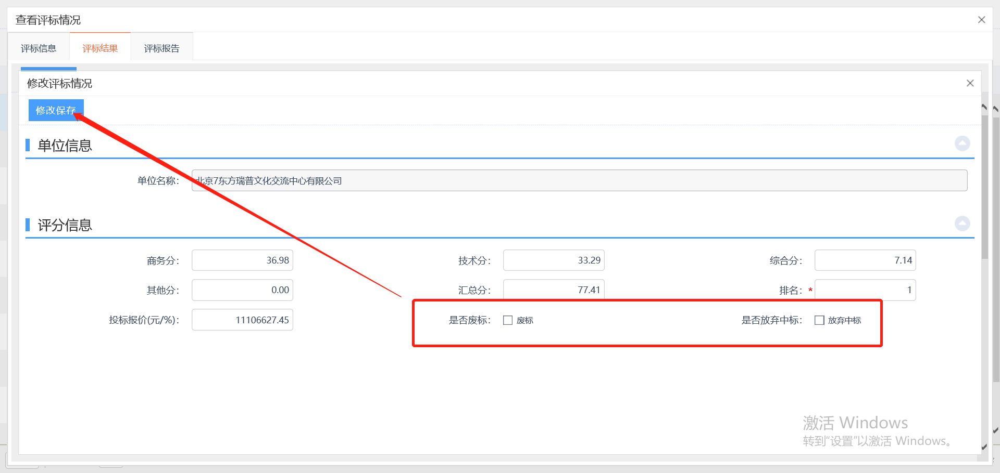 查看评标情况
评标信息 评标结果 评标报告
修改评标情况
修改保存
单位信息
单位名称： 北京7东方瑞普文化交流中心有限公司
评分信息
商务分： 36.98 技术分： 33.29 综合分： 7.14
其他分： 0.00 汇总分： 77.41 排名： * 1
投标报价(元/%)： 11106627.45 是否废标： 废标 是否放弃中标： 放弃中标
激活 Windows
转到“设置”以激活 Windows。